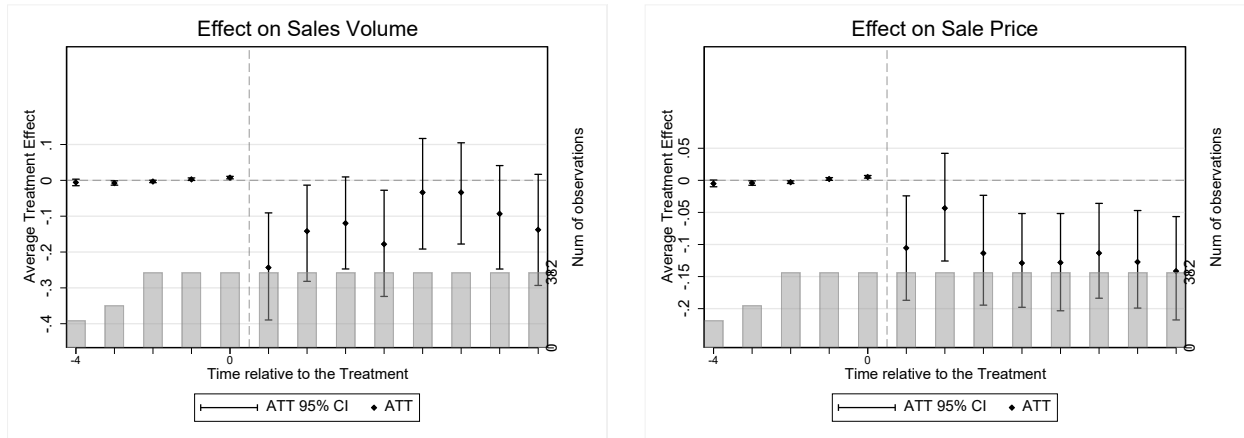 Effect on Sales Volume
Average Treatment Effect
.1
0
-.1
-.2
-.3
-.4
Num of observations
382
0
-4
0
Time relative to the Treatment
ATT 95% CI
ATT
Effect on Sale Price
Average Treatment Effect
.05
0
-.05
-.1
-.15
-.2
Num of observations
382
0
-4
0
Time relative to the Treatment
ATT 95% CI
ATT